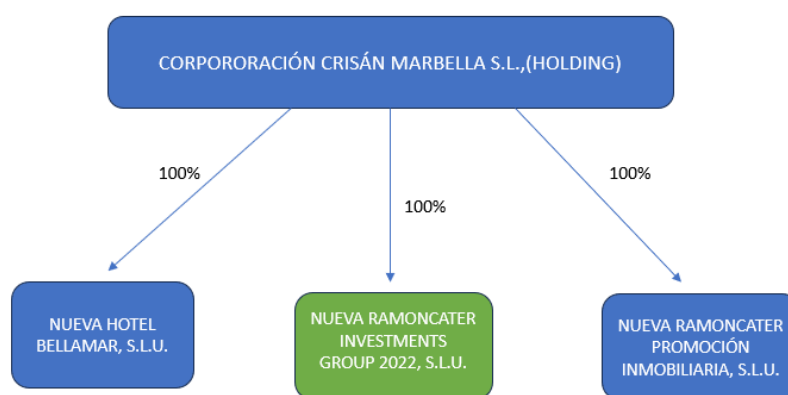 CORPORORACIÓN CRISÁN MARBELLA S.L.,(HOLDING)
100%
100%
100%
NUEVA HOTEL
BELLAMAR, S.L.U.
NUEVA RAMONCATER
INVESTMENTS
GROUP 2022, S.L.U.
NUEVA RAMONCATER
PROMOCIÓN
INMOBILIARIA, S.L.U.